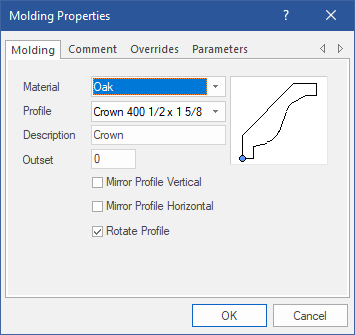 Molding Properties ?
Molding Comment Overrides Parameters
Material Oak
Profile Crown 400 1/2 x 1 5/8
Description Crown
Outset 0
Mirror Profile Vertical
Mirror Profile Horizontal
Rotate Profile
OK Cancel